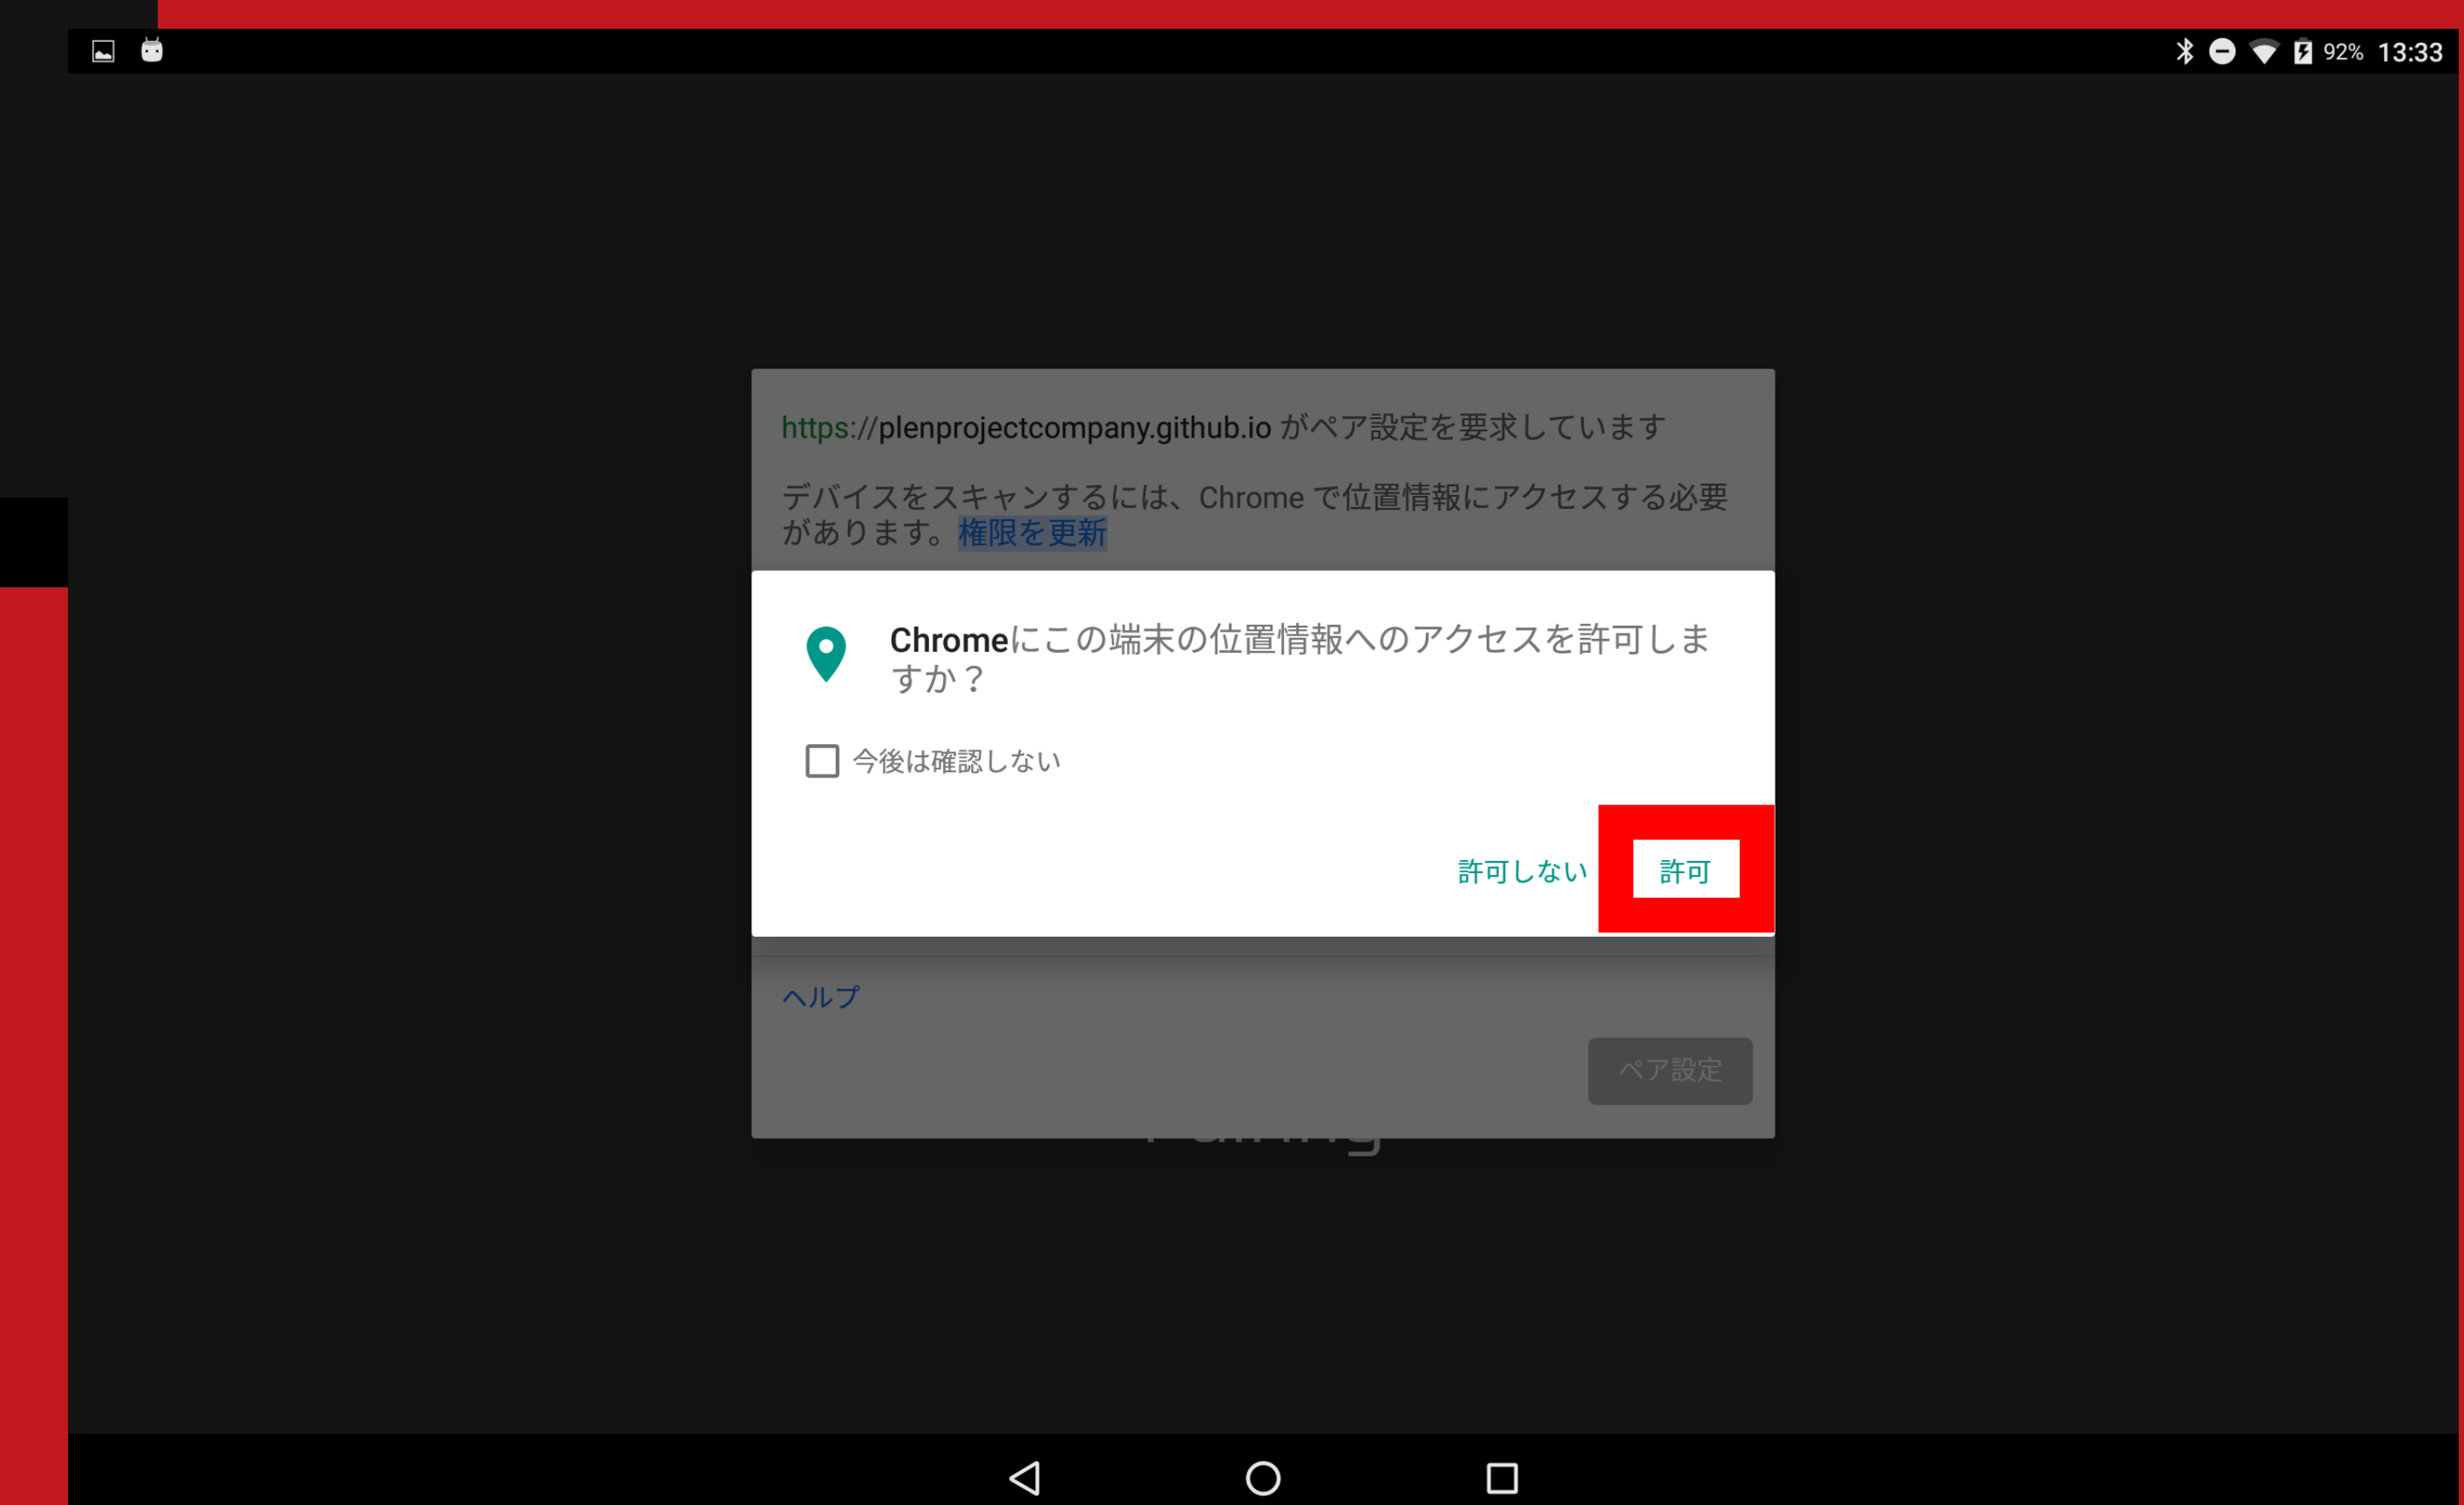 92% 13:33
https://plenprojectcompany.github.io がペア設定を要求しています
デバイスをスキャンするには、Chrome で位置情報にアクセスする必要
があります。権限を更新
Chromeにこの端末の位置情報へのアクセスを許可しま
すか？
今後は確認しない
許可しない 許可
ヘルプ
ペア設定